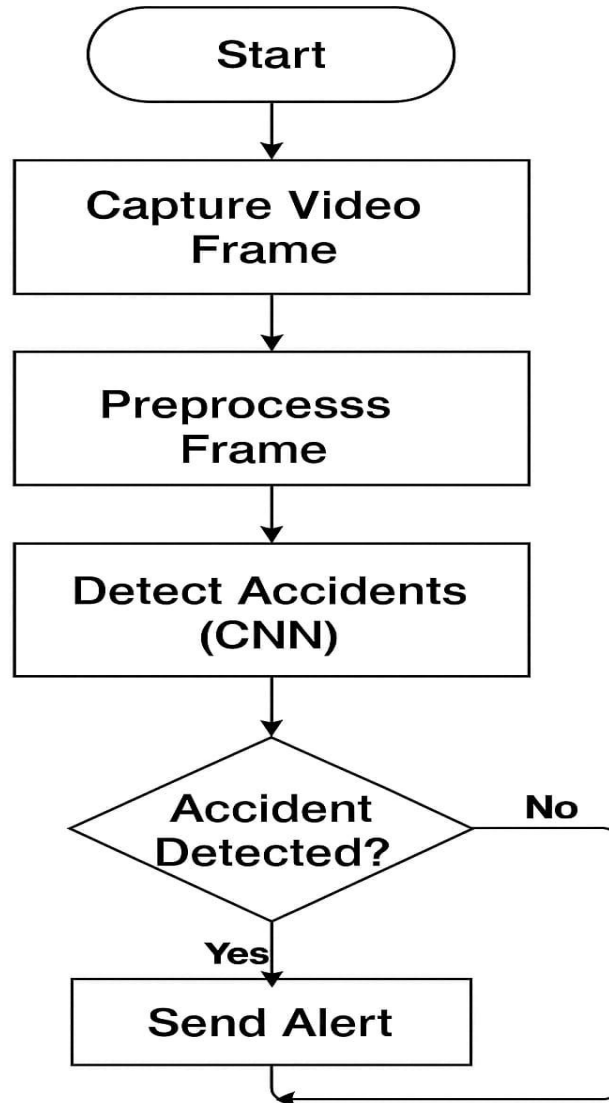 Start
Capture Video
Frame
Preprocesss
Frame
Detect Accidents
(CNN)
Accident
Detected?
No
Yes
Send Alert